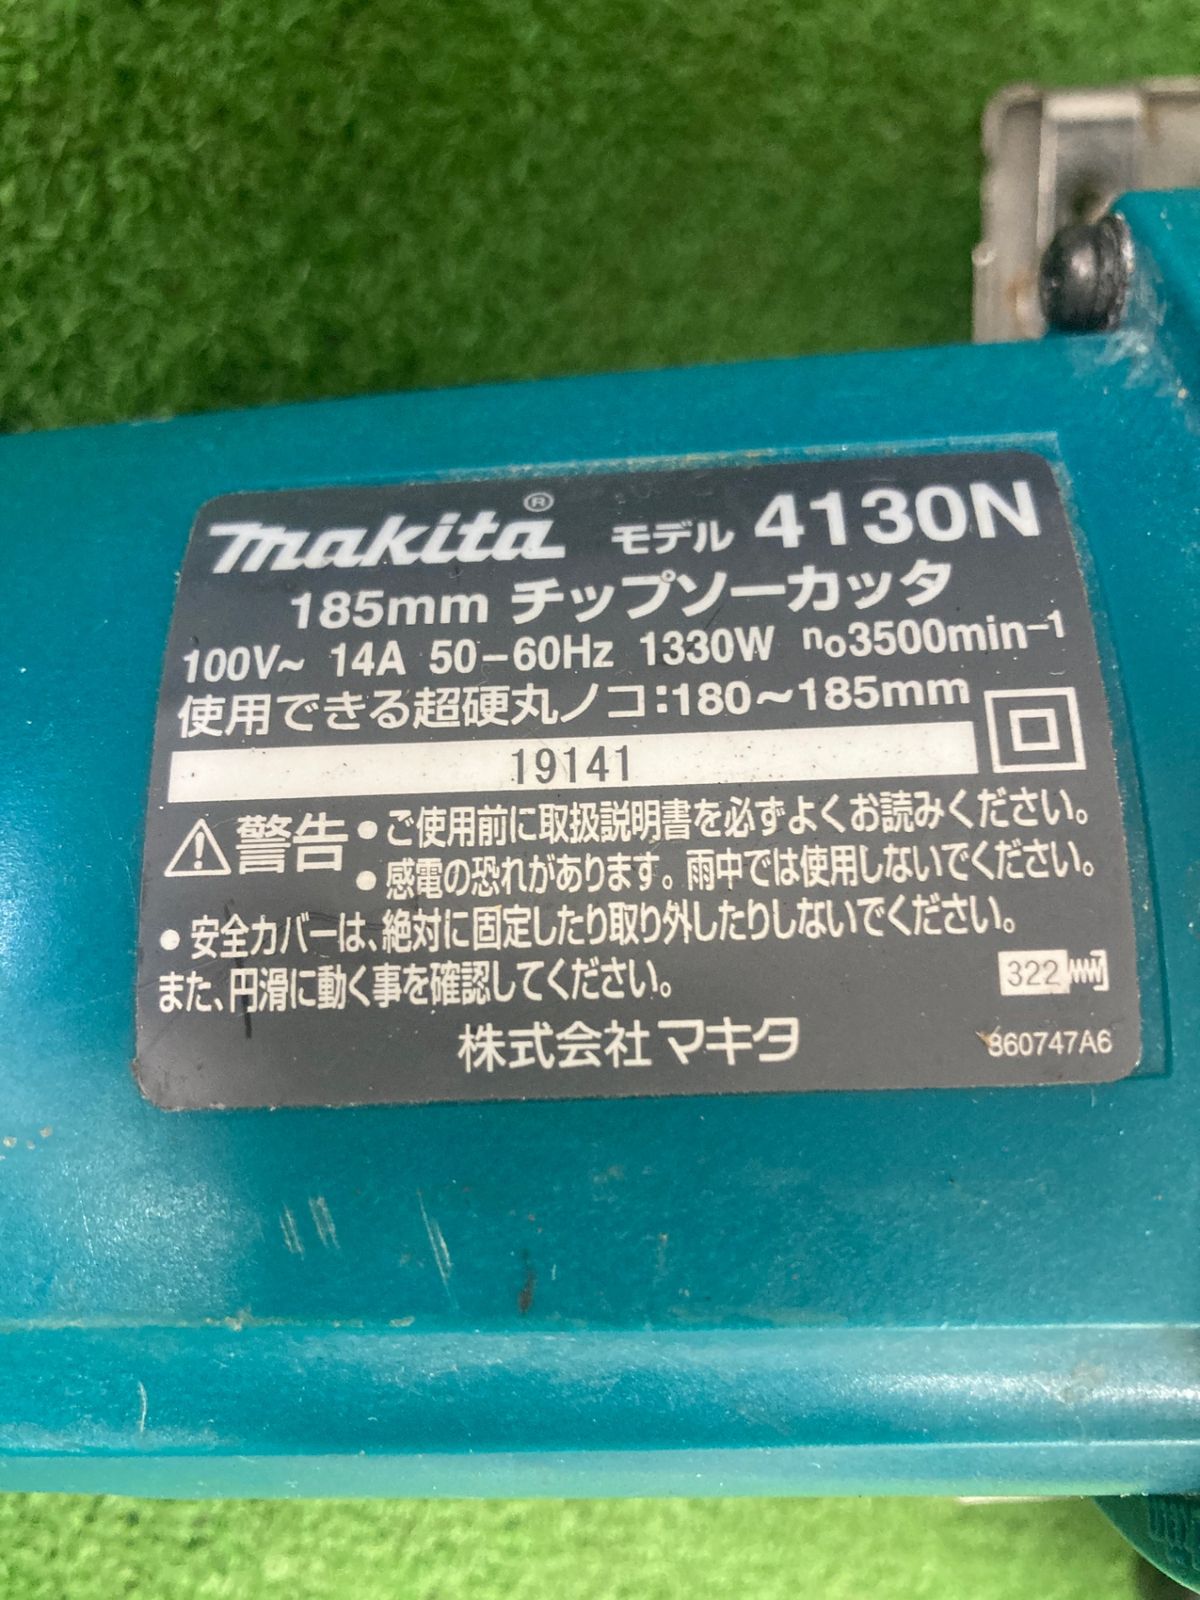 makita® モデル 4130N
185mm チップソーカッタ
100V~ 14A 50-60Hz 1330W no3500min-1
使用できる超硬丸ノコ:180~185mm
19141
警告 ●ご使用前に取扱説明書を必ずよくお読みください。
●感電の恐れがあります。雨中では使用しないでください。
●安全カバーは、絶対に固定したり取り外したりしないでください。
また、円滑に動く事を確認してください。
322
株式会社マキタ
860747A6